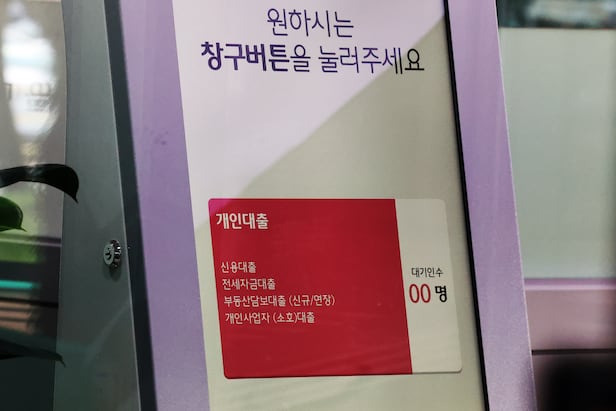 원하시는
창구버튼을 눌러주세요
개인대출
신용대출
전세자금대출
부동산담보대출 (신규/연장)
개인사업자 (소호)대출
대기인수
00 명